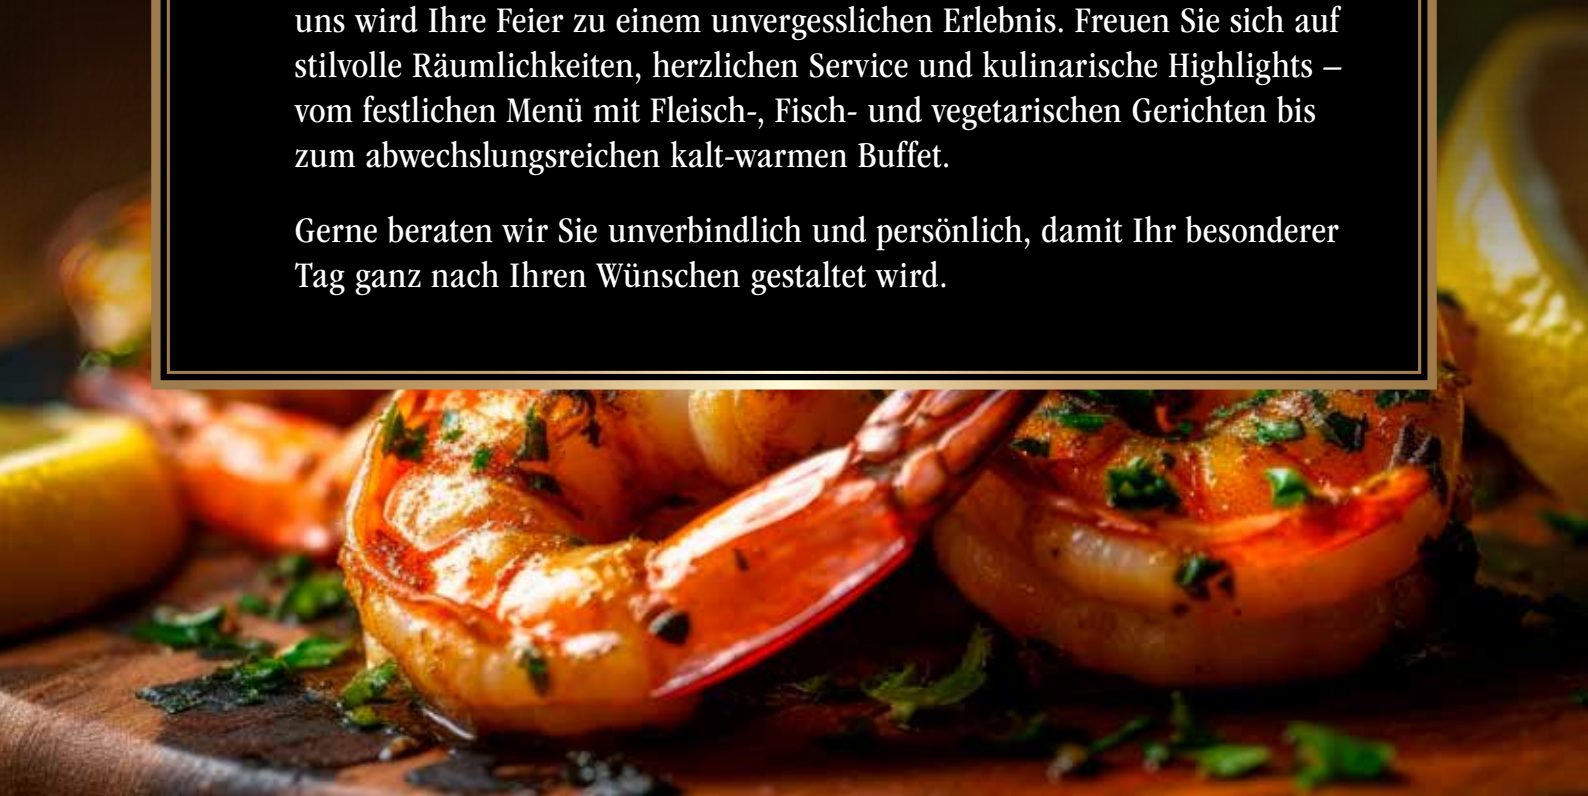 uns wird Ihre Feier zu einem unvergesslichen Erlebnis. Freuen Sie sich auf
stilvolle Räumlichkeiten, herzlichen Service und kulinarische Highlights –
vom festlichen Menü mit Fleisch-, Fisch- und vegetarischen Gerichten bis
zum abwechslungsreichen kalt-warmen Buffet.
Gerne beraten wir Sie unverbindlich und persönlich, damit Ihr besonderer
Tag ganz nach Ihren Wünschen gestaltet wird.